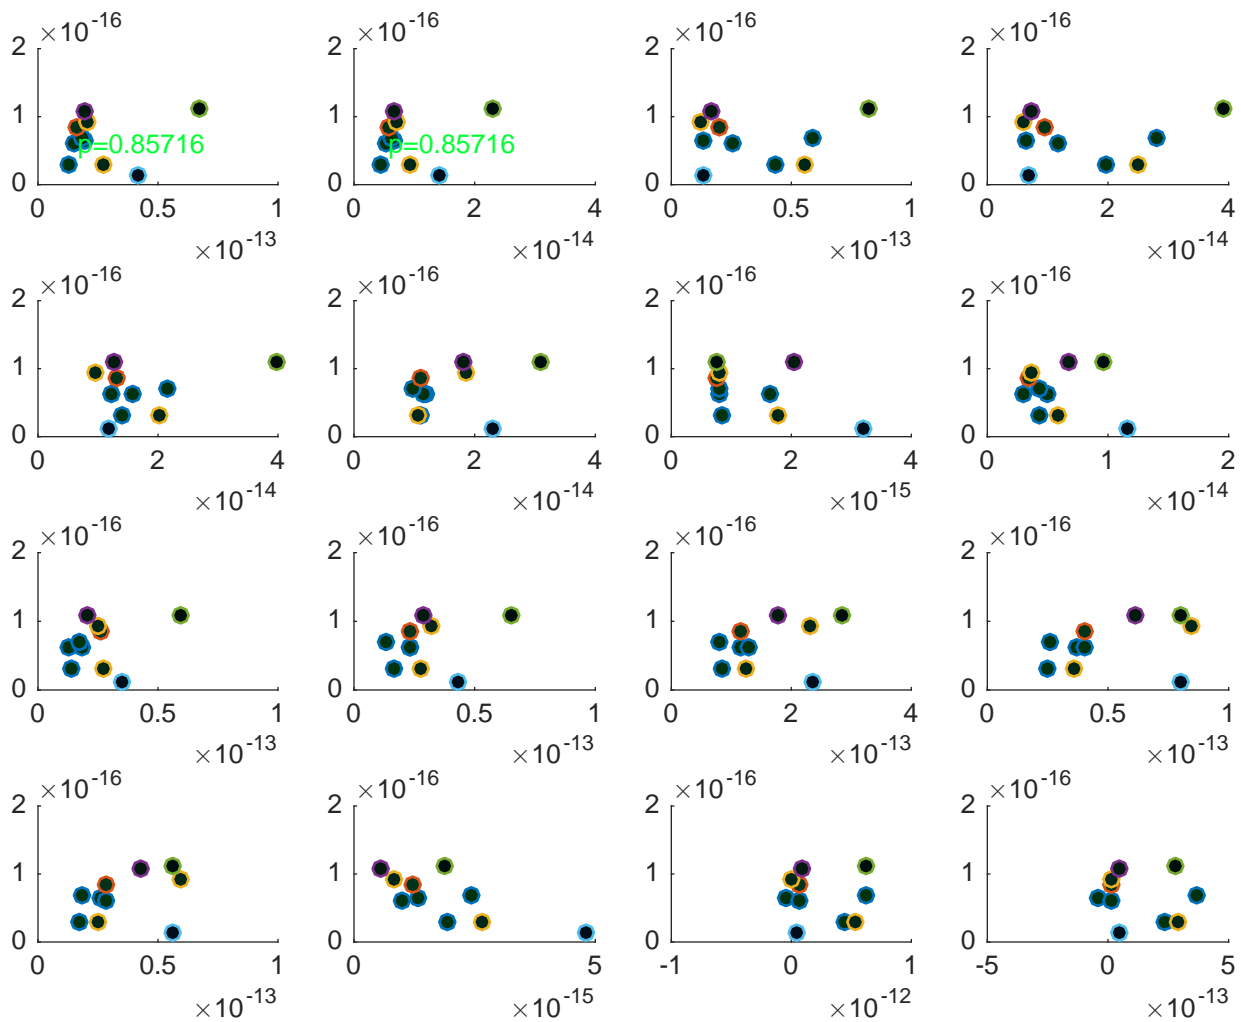 ×10-16 ×10-16 ×10-16 ×10-16
2 2 2 2
1 1 1 1
p=0.85716 p=0.85716
0 0 0 0
0 0.5 1 0 2 4 0 0.5 1 0 2 4
×10-13 ×10-14 ×10-13 ×10-14
×10-16 ×10-16 ×10-16 ×10-16
2 2 2 2
1 1 1 1
0 0 0 0
0 2 4 0 2 4 0 2 4 0 1 2
×10-14 ×10-14 ×10-15 ×10-14
×10-16 ×10-16 ×10-16 ×10-16
2 2 2 2
1 1 1 1
0 0 0 0
0 0.5 1 0 0.5 1 0 2 4 0 0.5 1
×10-13 ×10-13 ×10-13 ×10-13
×10-16 ×10-16 ×10-16 ×10-16
2 2 2 2
1 1 1 1
0 0 0 0
0 0.5 1 0 5 -1 0 1 -5 0 5
×10-13 ×10-15 ×10-12 ×10-13